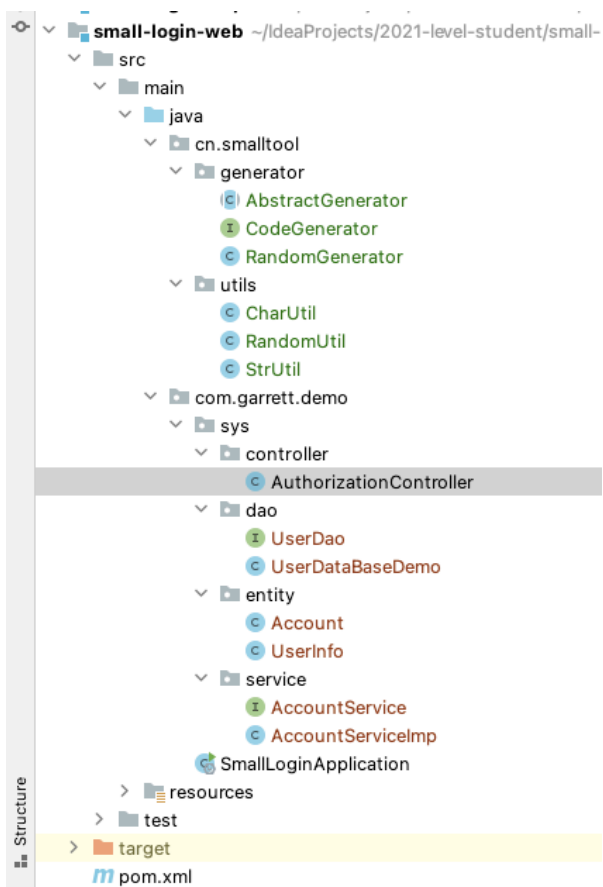 small-login-web ~/IdeaProjects/2021-level-student/small-
src
main
java
cn.smalltool
generator
AbstractGenerator
CodeGenerator
RandomGenerator
utils
CharUtil
RandomUtil
StrUtil
com.garrett.demo
sys
controller
AuthorizationController
dao
UserDao
UserDataBaseDemo
entity
Account
UserInfo
service
AccountService
AccountServiceImp
SmallLoginApplication
resources
test
target
pom.xml
Structure